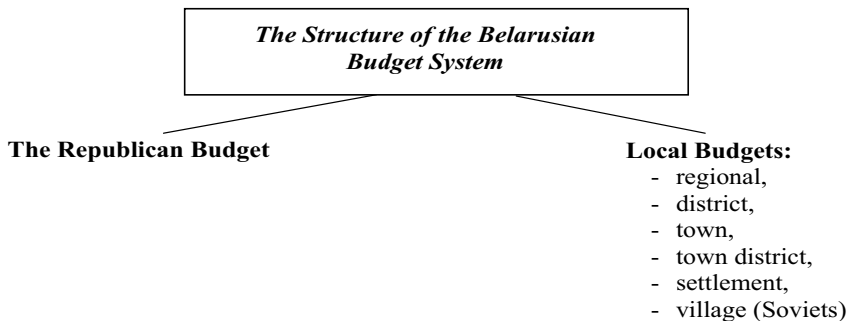 The Structure of the Belarusian
Budget System
The Republican Budget
Local Budgets:
- regional,
- district,
- town,
- town district,
- settlement,
- village (Soviets)